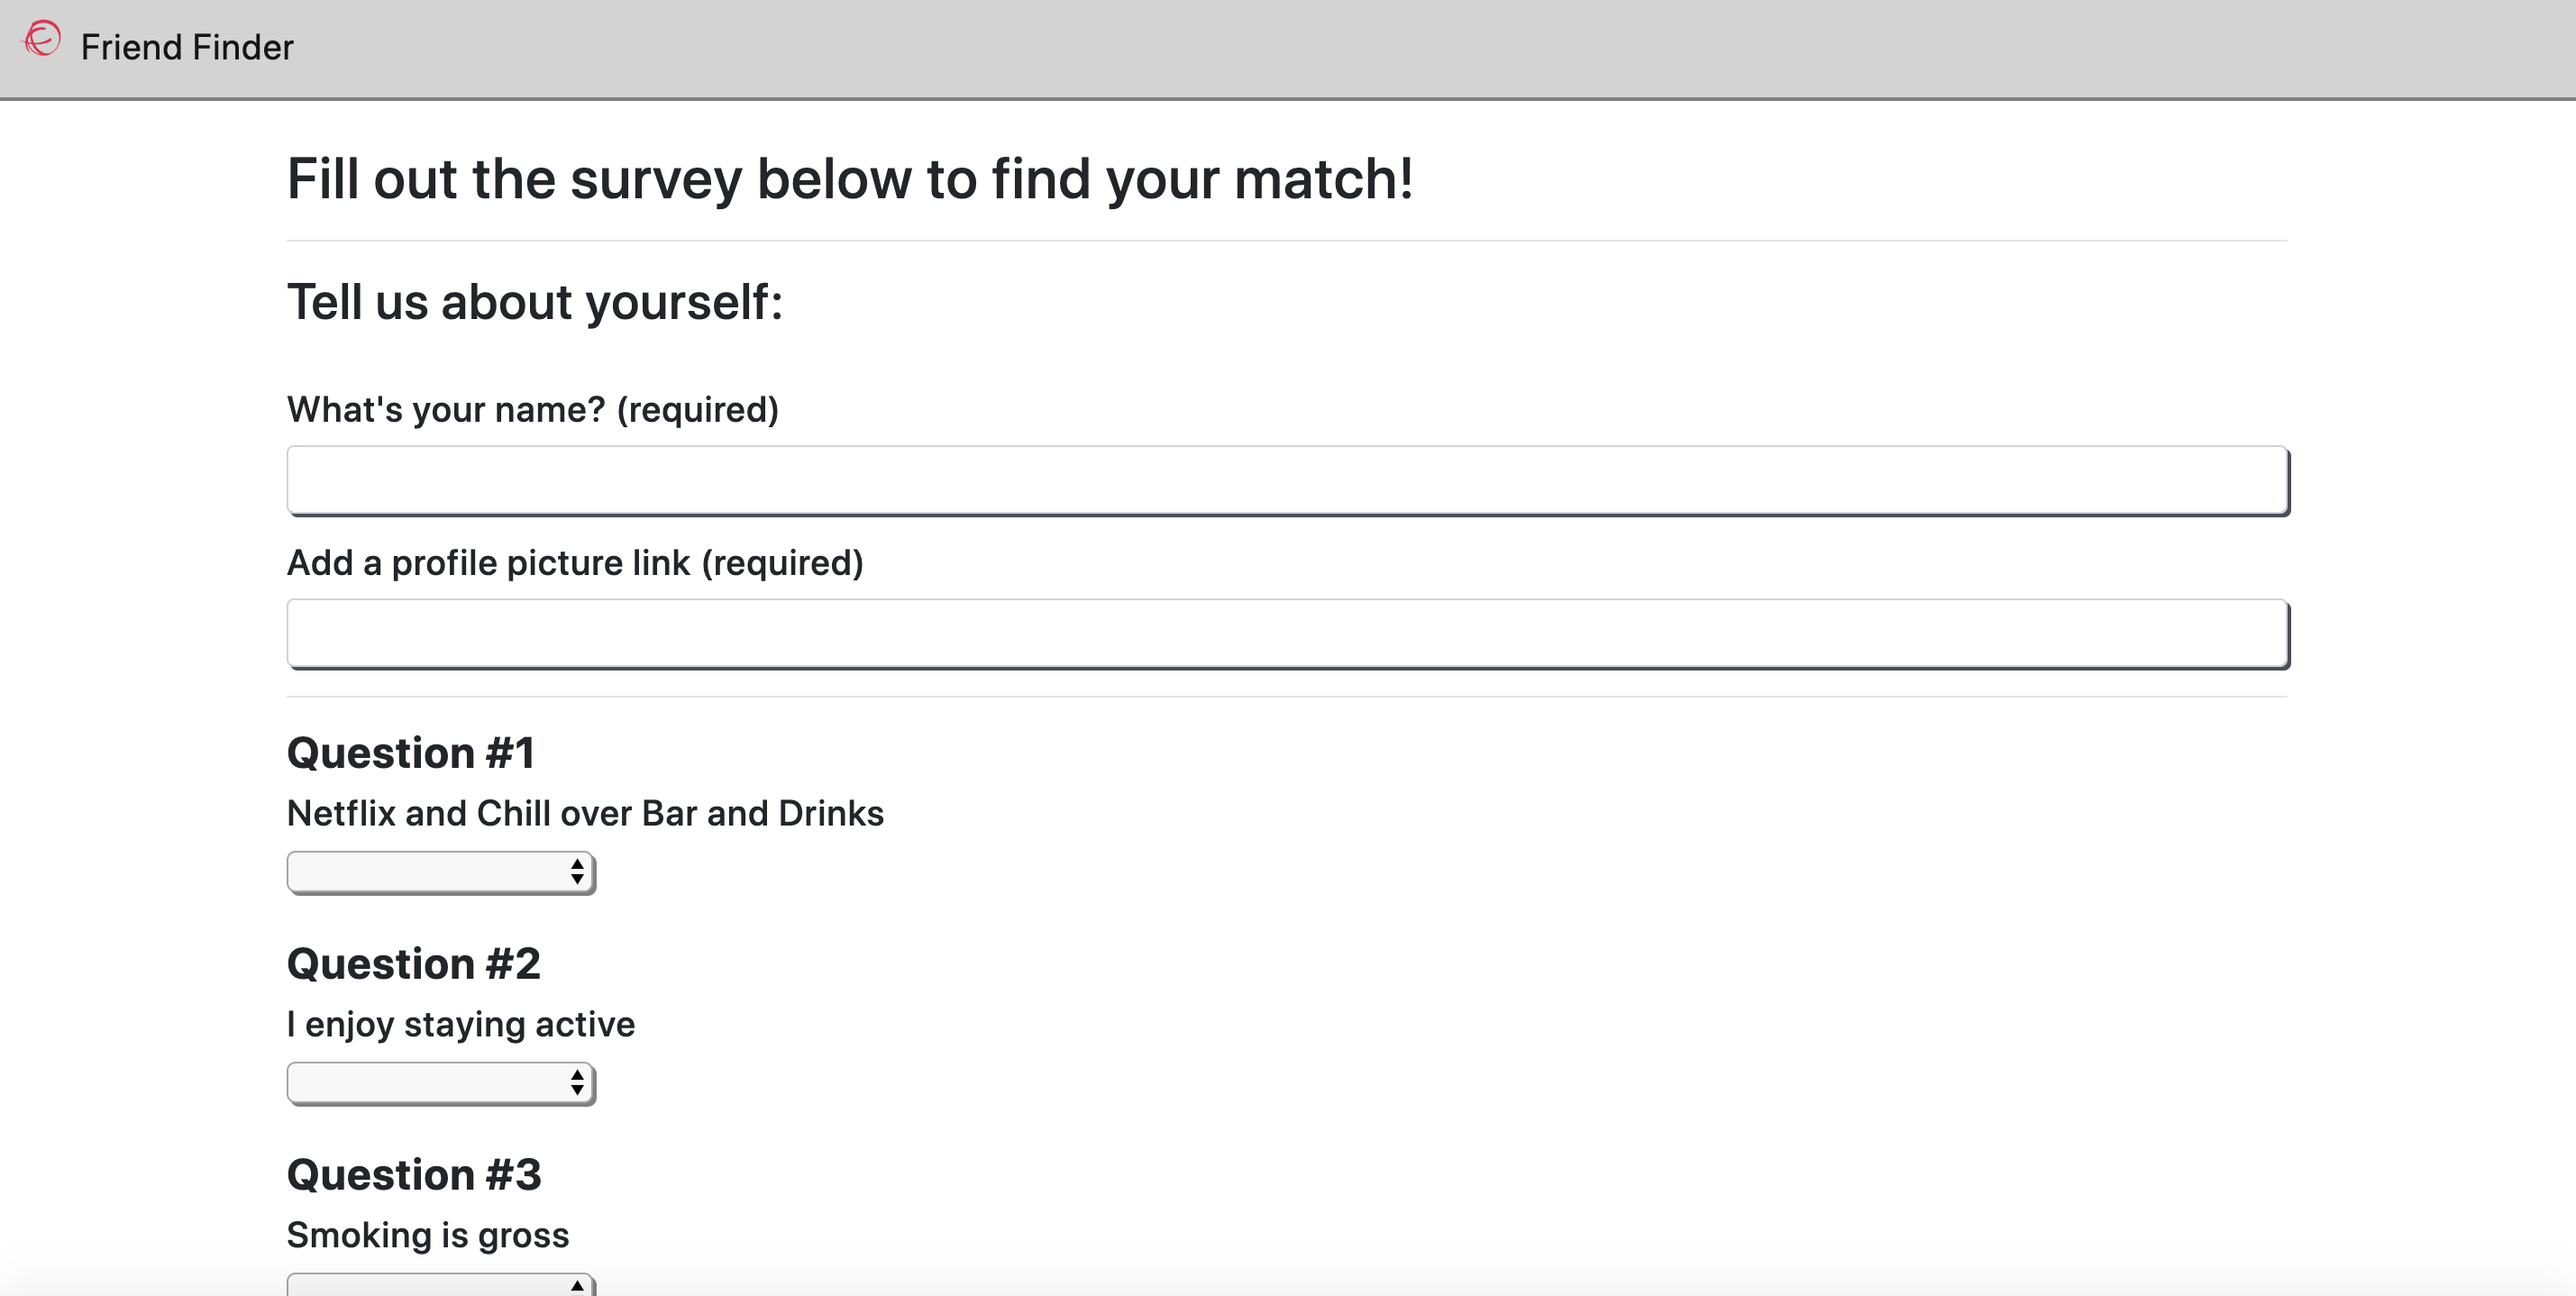 Friend Finder
Fill out the survey below to find your match!
Tell us about yourself:
What's your name? (required)
Add a profile picture link (required)
Question #1
Netflix and Chill over Bar and Drinks
Question #2
I enjoy staying active
Question #3
Smoking is gross